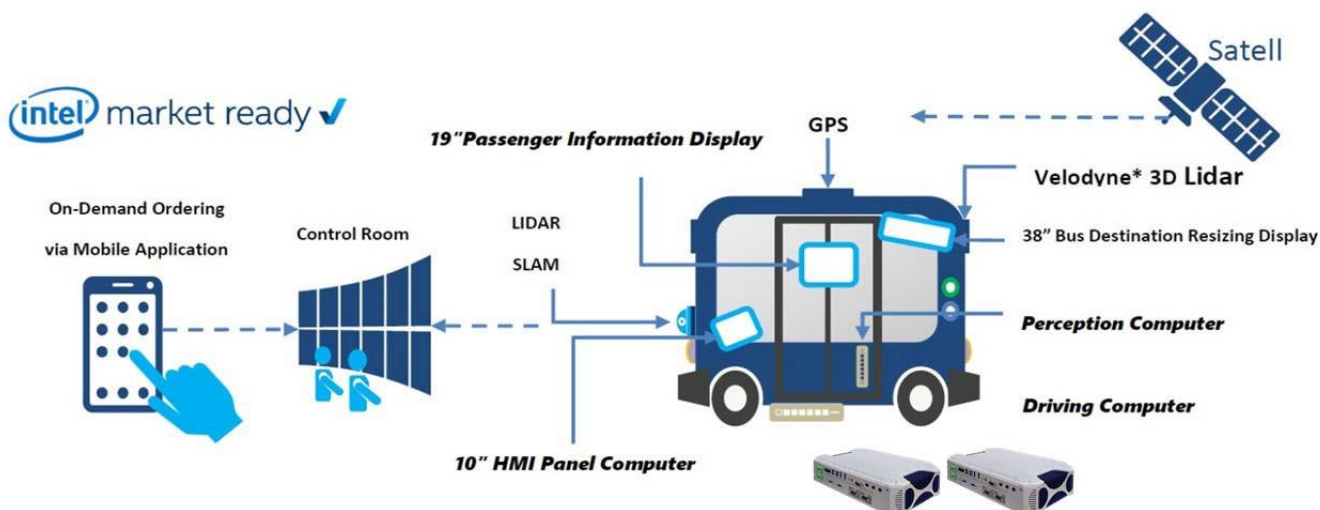 Satell
intel market ready
GPS
19"Passenger Information Display
Velodyne* 3D Lidar
On-Demand Ordering
via Mobile Application
Control Room
LIDAR
SLAM
38" Bus Destination Resizing Display
Perception Computer
Driving Computer
10" HMI Panel Computer